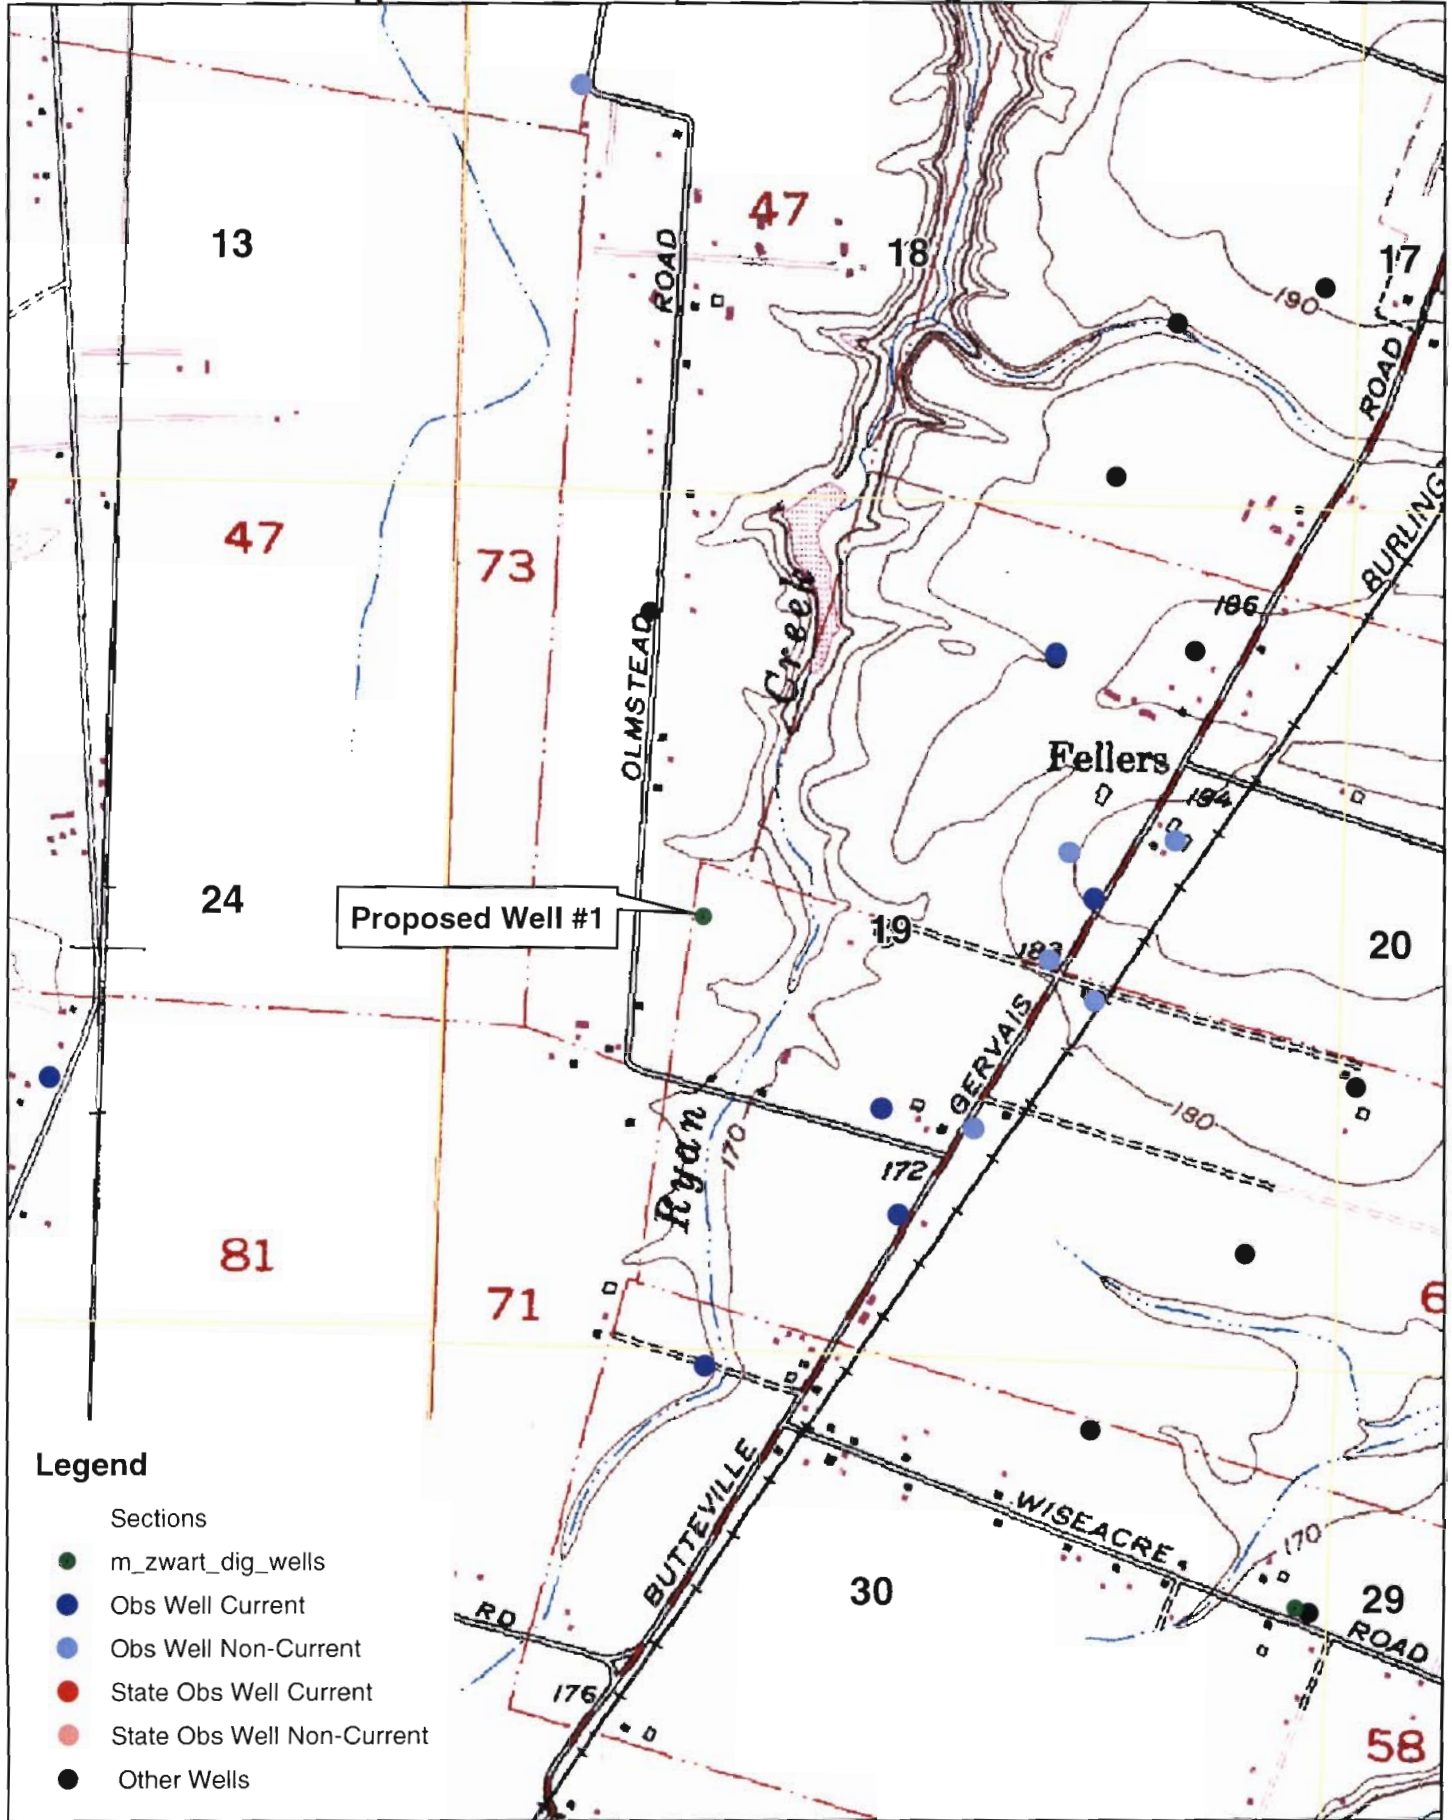 13
47
18
17
190
ROAD
ROAD
47
73
BURLING
186
Creek
OLMSTEAD
Fellers
194
24
Proposed Well #1
19
20
183
GERVAIS
180
Ryan
170
172
81
71
6
Legend
Sections
m_zwart_dig_wells
Obs Well Current
Obs Well Non-Current
State Obs Well Current
State Obs Well Non-Current
Other Wells
BUTTEVILLE
WISEACRE
170
30
29
ROAD
RD
176
58